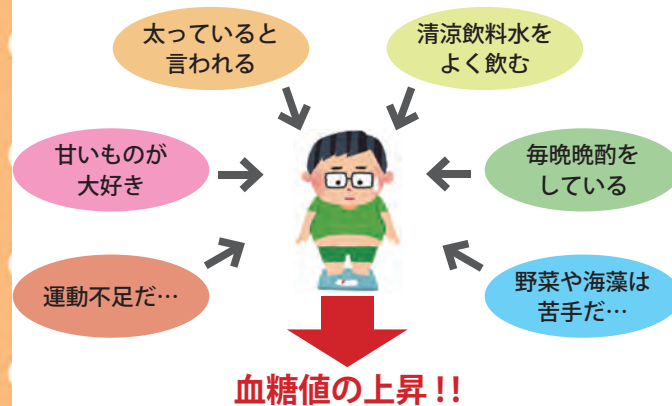 太っていると
言われる
清涼飲料水を
よく飲む
甘いものが
大好き
毎晩晩酌を
している
運動不足だ…
野菜や海藻は
苦手だ…
血糖値の上昇!!